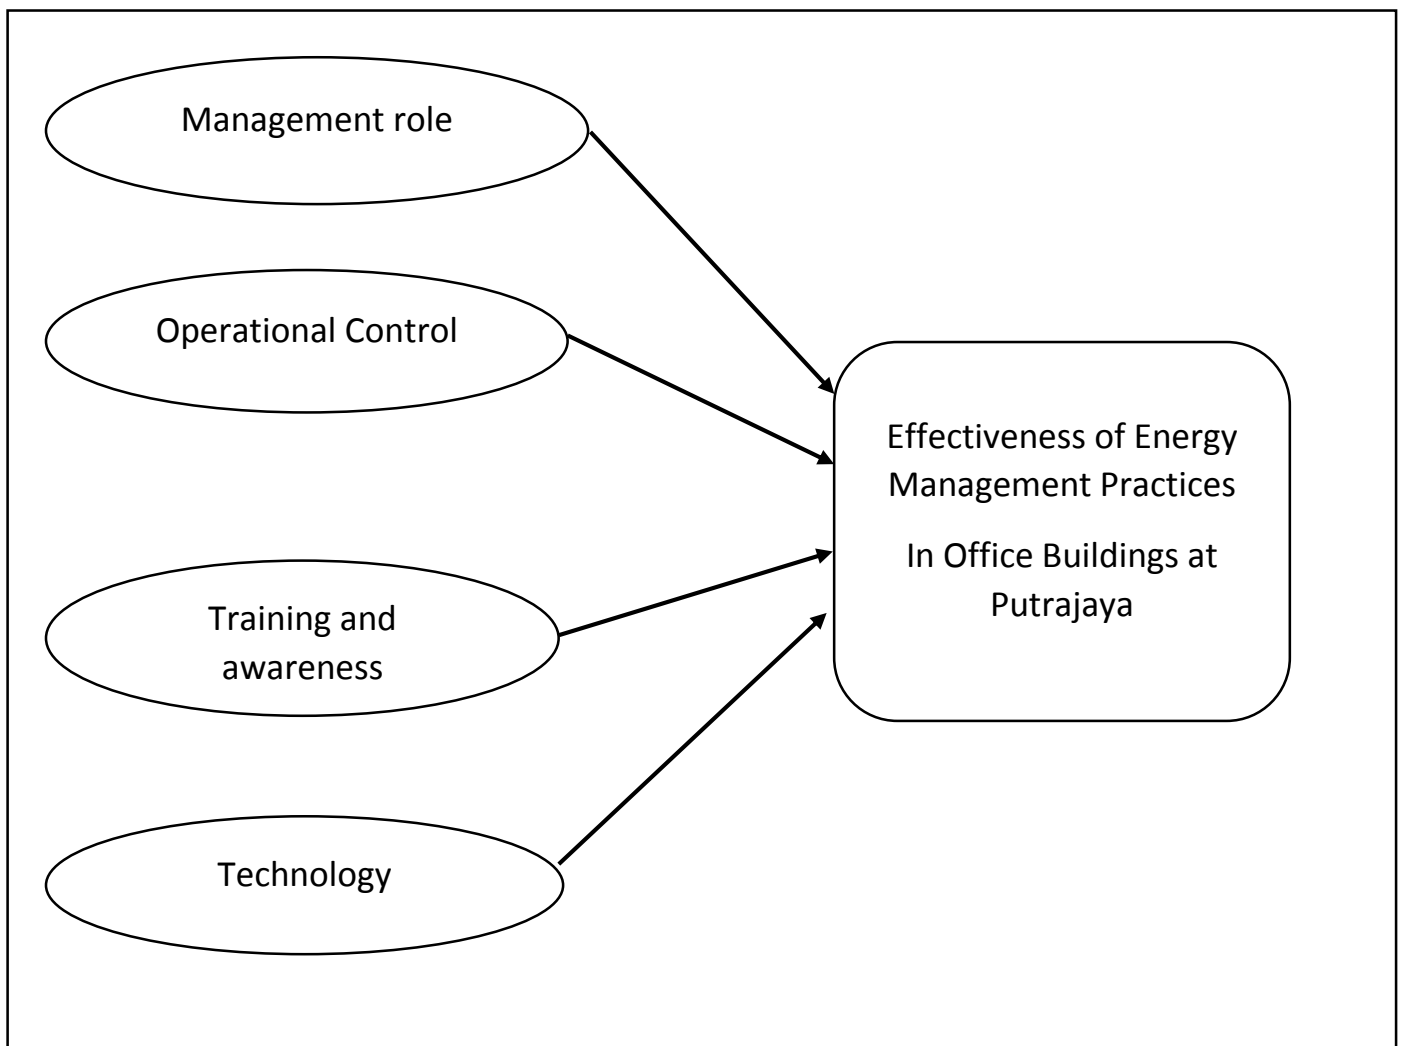 Management role
Operational Control
Training and
awareness
Technology
Effectiveness of Energy
Management Practices
In Office Buildings at
Putrajaya